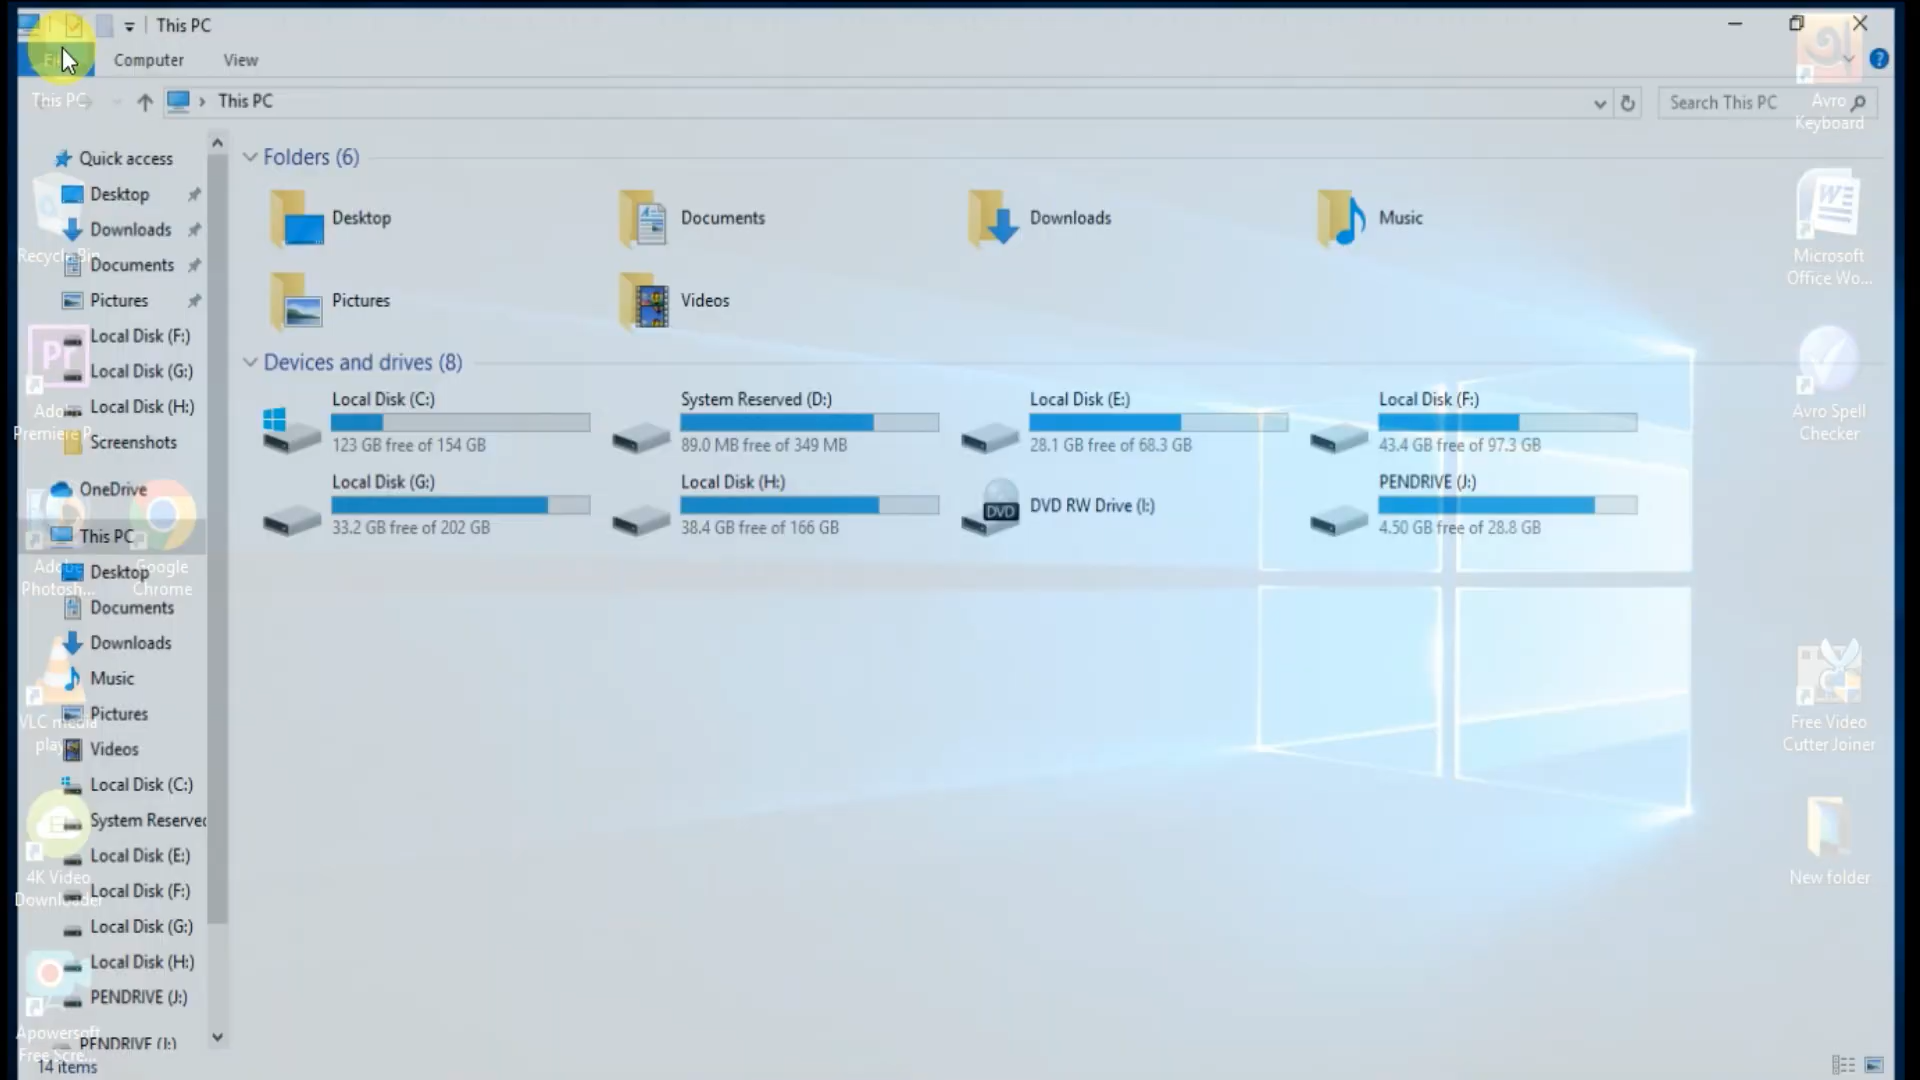 This PC
File Computer View
This PC
This PC
Search This PC
Avro
Keyboard
Quick access
Desktop
Downloads
Recycle Bin
Documents
Pictures
Local Disk (F:)
Local Disk (G:)
Local Disk (H:)
Ado
Premiere P
Screenshots
OneDrive
This PC
Desktop
Adobe
Photosh...
Google
Chrome
Documents
Downloads
Music
Pictures
VLC media
play
Videos
Local Disk (C:)
System Reserved
Local Disk (E:)
4K Video
Downloader
Local Disk (F:)
Local Disk (G:)
Local Disk (H:)
PENDRIVE (J:)
Apowersoft
Free Scre...
PENDRIVE (J:)
14 items
Folders (6)
Desktop
Documents
Downloads
Music
Pictures
Videos
Devices and drives (8)
Local Disk (C:)
123 GB free of 154 GB
System Reserved (D:)
89.0 MB free of 349 MB
Local Disk (E:)
28.1 GB free of 68.3 GB
Local Disk (F:)
43.4 GB free of 97.3 GB
Local Disk (G:)
33.2 GB free of 202 GB
Local Disk (H:)
38.4 GB free of 166 GB
DVD
DVD RW Drive (I:)
PENDRIVE (J:)
4.50 GB free of 28.8 GB
Microsoft
Office Wo...
Avro Spell
Checker
Free Video
Cutter Joiner
New folder
Pr